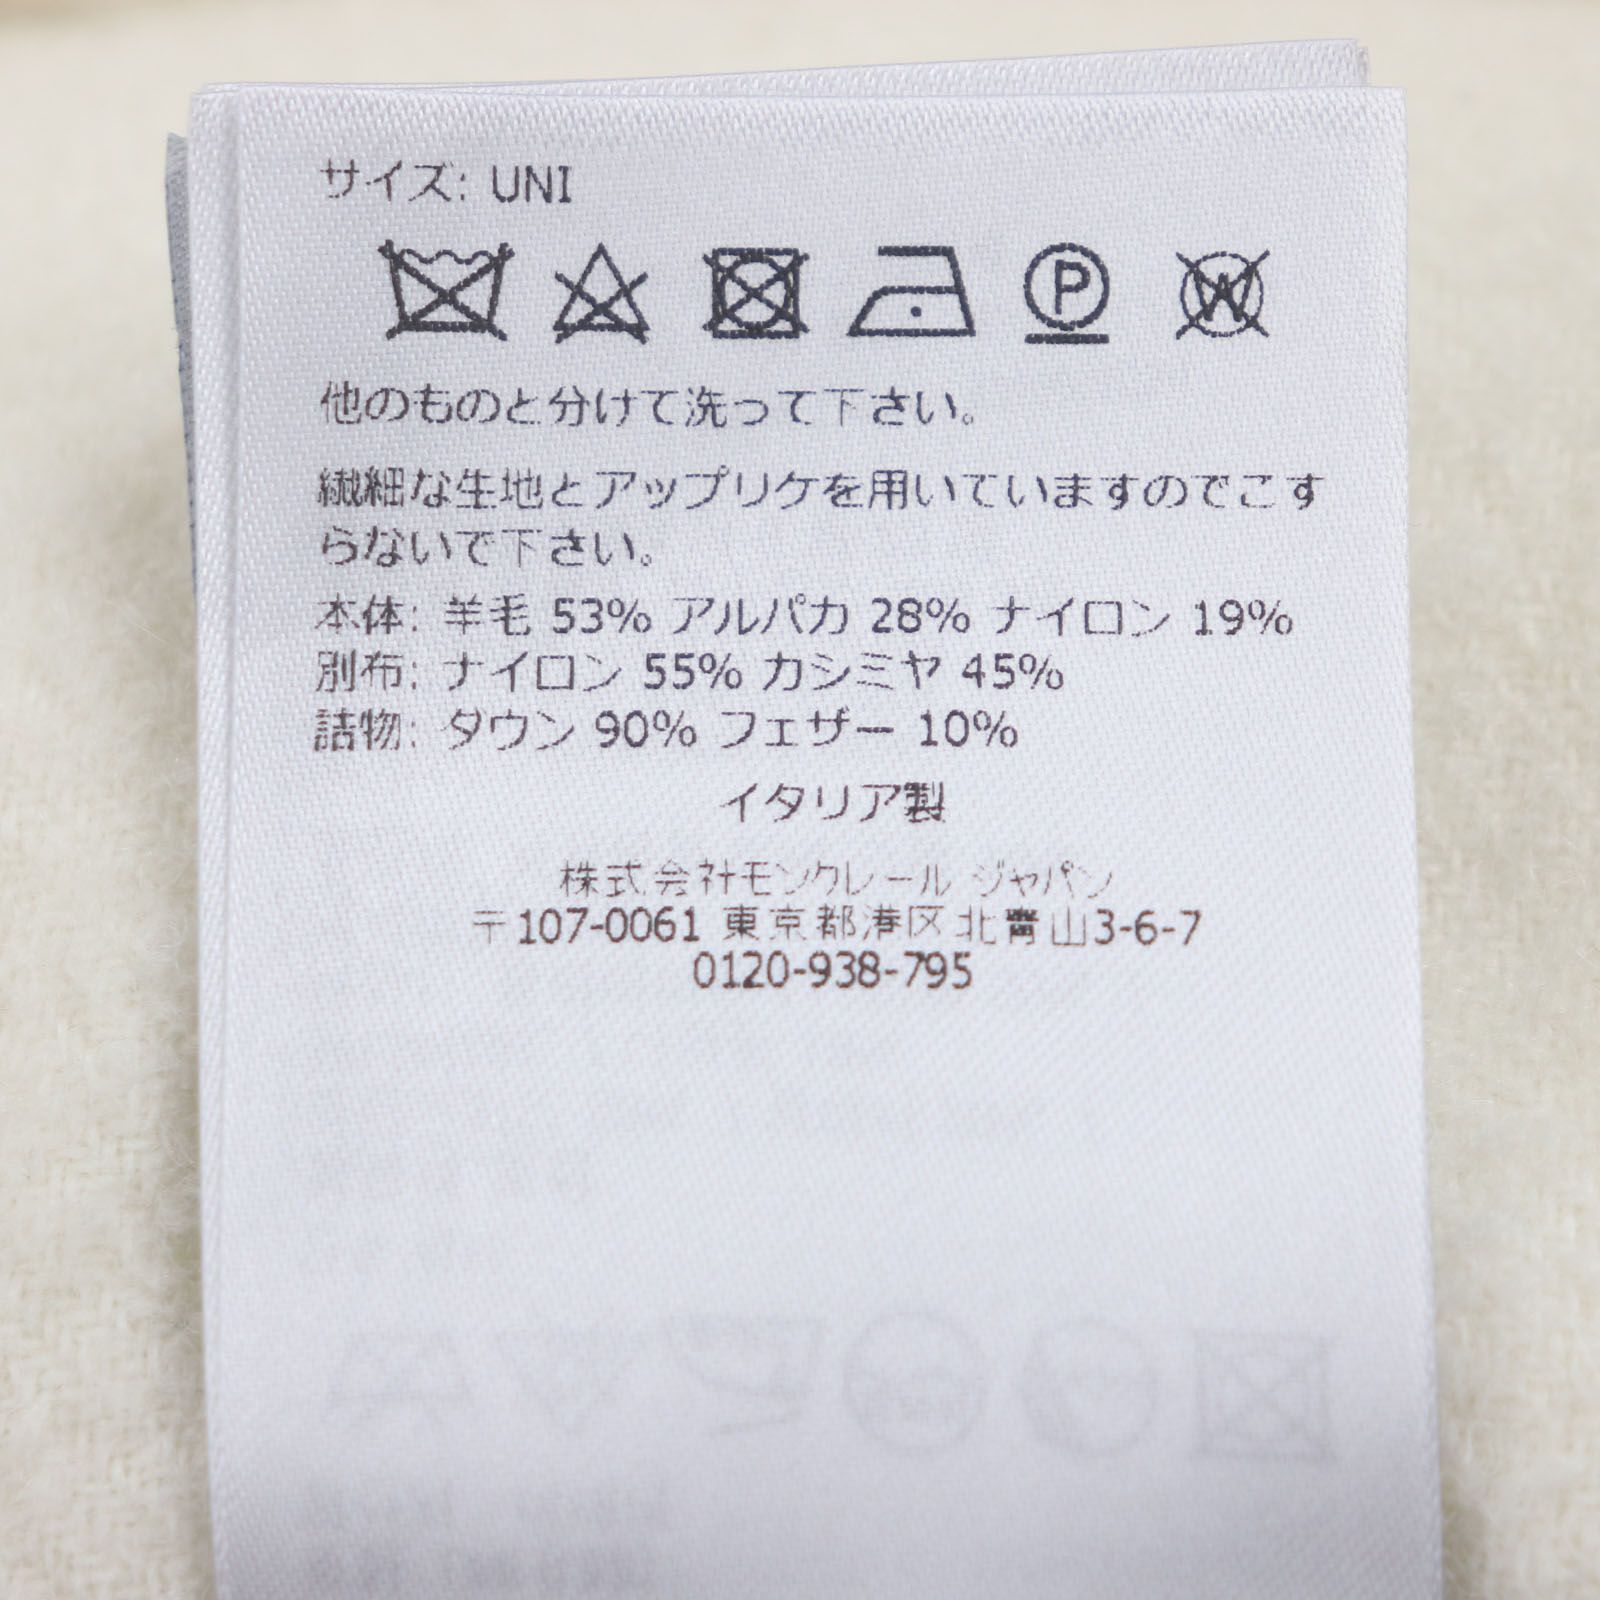 サイズ: UNI
P W
他のものと分けて洗って下さい。
繊細な生地とアップリケを用いていますのでこす
らないで下さい。
本体: 羊毛 53% アルパカ 28% ナイロン 19%
別布: ナイロン 55% カシミヤ 45%
詰物: ダウン 90% フェザー 10%
イタリア製
株式会社モンクレール ジャパン
〒107-0061 東京都港区北青山3-6-7
0120-938-795